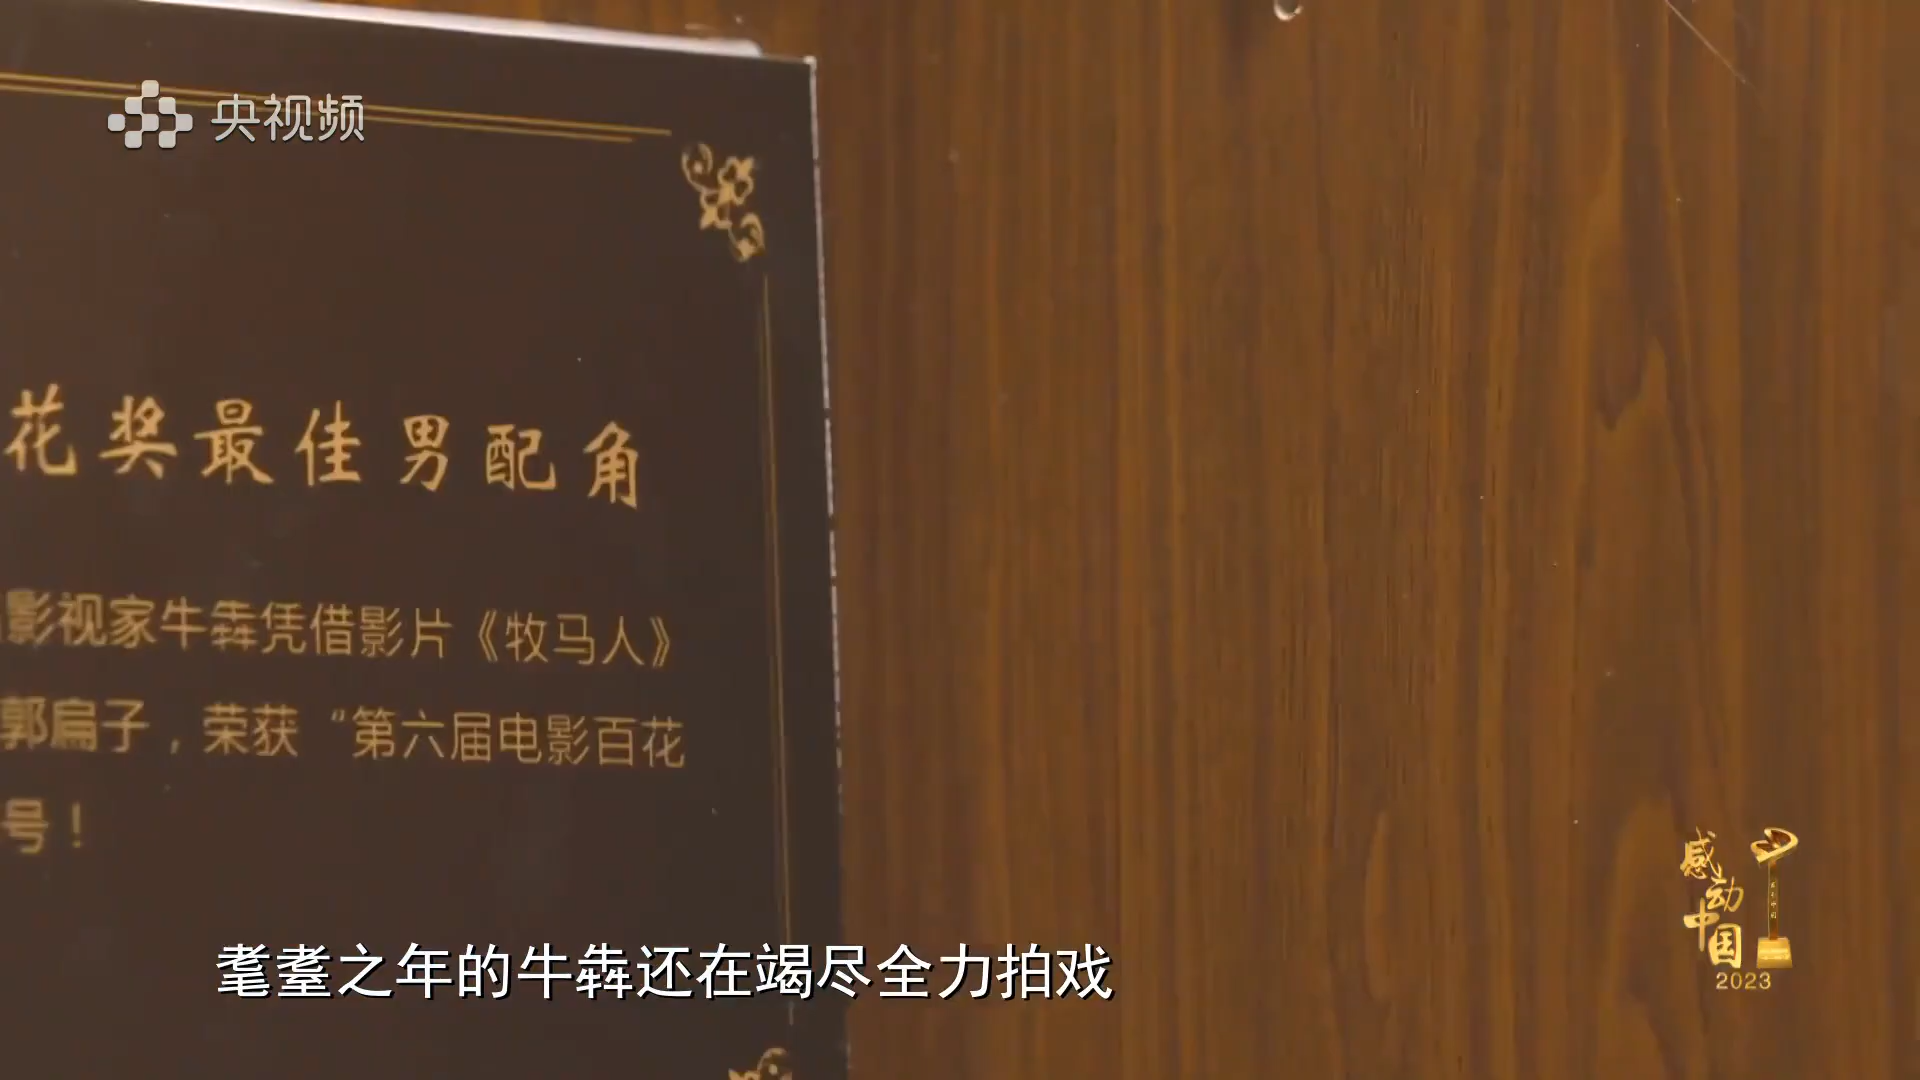 央视频
花奖最佳男配角
影视家牛犇凭借影片《牧马人》
郭扁子，荣获“第六届电影百花
号！
耄耋之年的牛犇还在竭尽全力拍戏
感动中国
2023